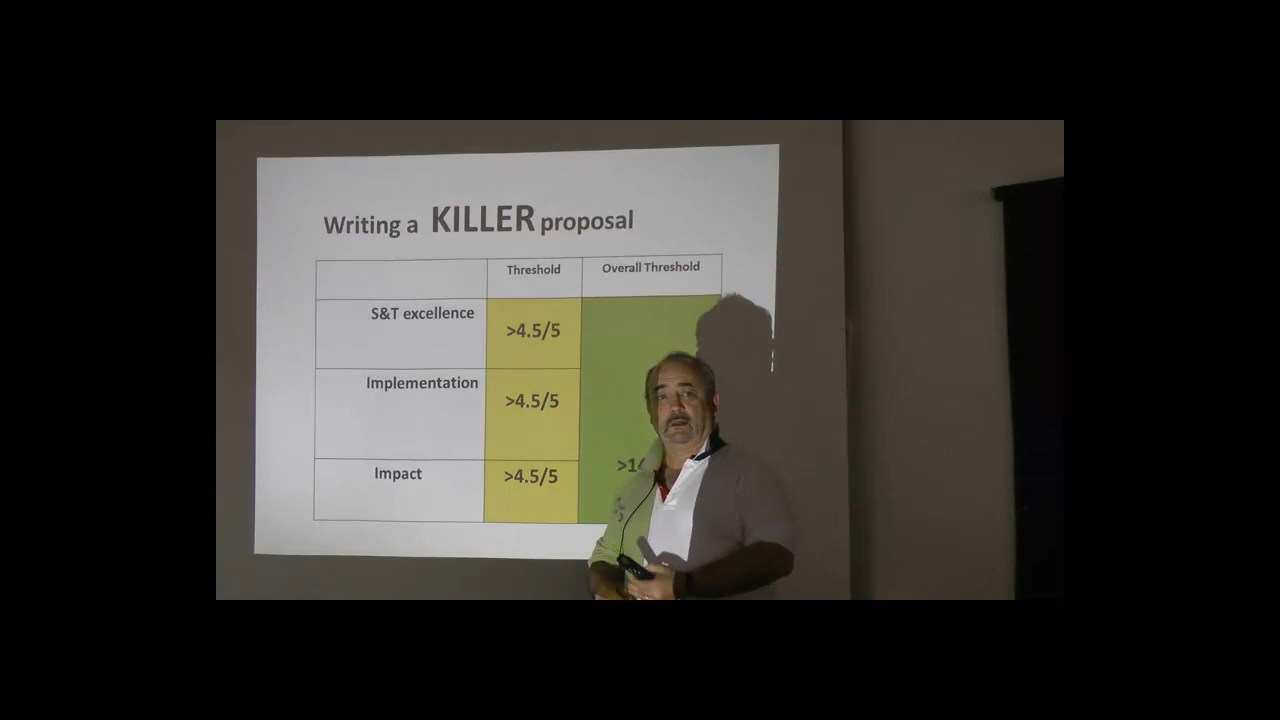 Writing a KILLER proposal
Threshold Overall Threshold
S&T excellence >4.5/5
Implementation >4.5/5
Impact >4.5/5